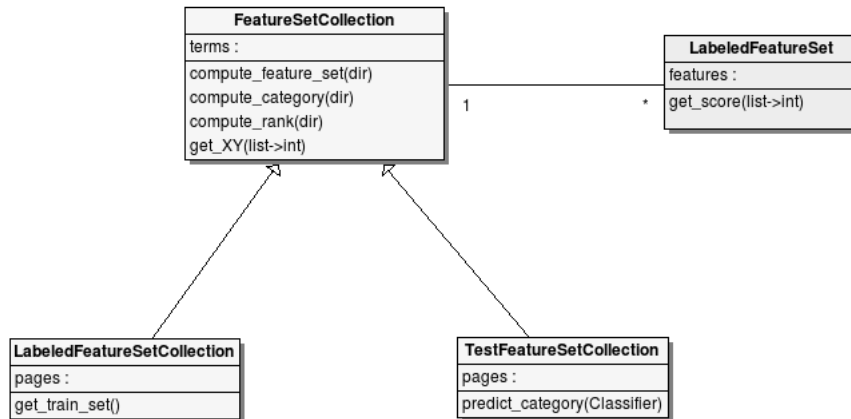 FeatureSetCollection
terms :
compute_feature_set(dir)
compute_category(dir)
compute_rank(dir)
get_XY(list->int)
LabeledFeatureSet
features :
get_score(list->int)
1
*
LabeledFeatureSetCollection
pages :
get_train_set()
TestFeatureSetCollection
pages :
predict_category(Classifier)